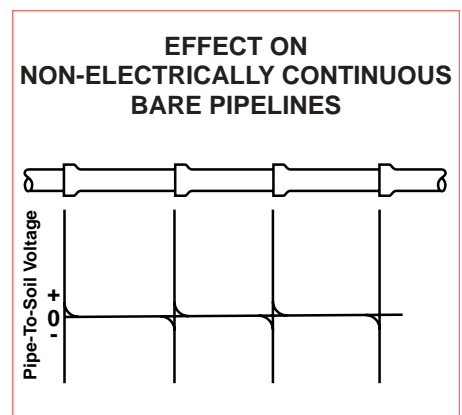 EFFECT ON
NON-ELECTRICALLY CONTINUOUS
BARE PIPELINES
Pipe-To-Soil Voltage
+
0
-